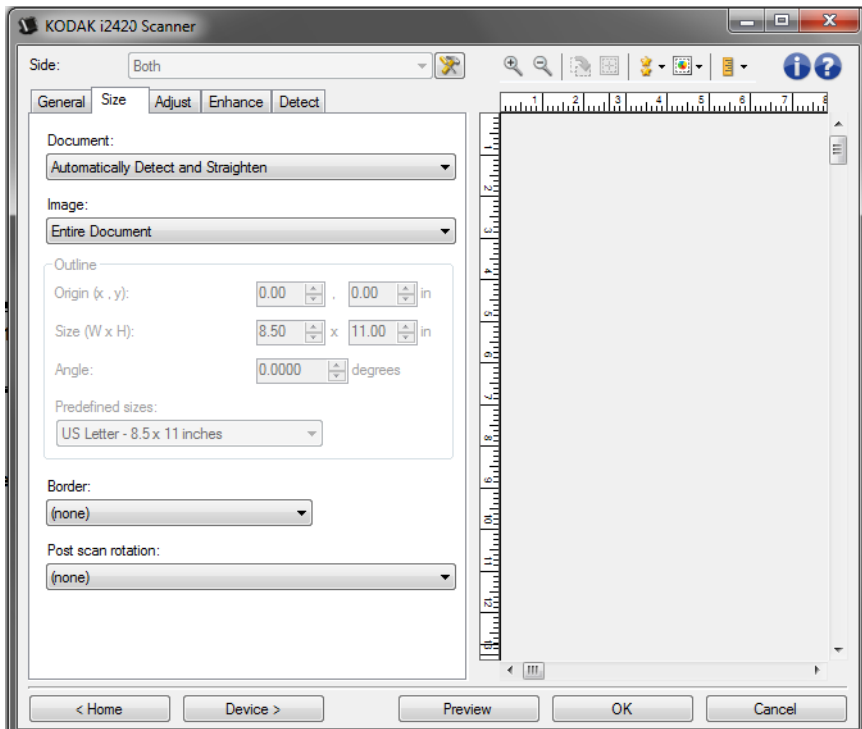 KODAK i2420 Scanner
Side: Both
General Size Adjust Enhance Detect
Document:
Automatically Detect and Straighten
Image:
Entire Document
Outline
Origin (x , y): 0.00 , 0.00 in
Size (W x H): 8.50 x 11.00 in
Angle: 0.0000 degrees
Predefined sizes:
US Letter - 8.5 x 11 inches
Border:
(none)
Post scan rotation:
(none)
1 2 3 4 5 6 7 8
1
2
3
4
5
6
7
8
9
10
11
12
13
< Home Device > Preview OK Cancel